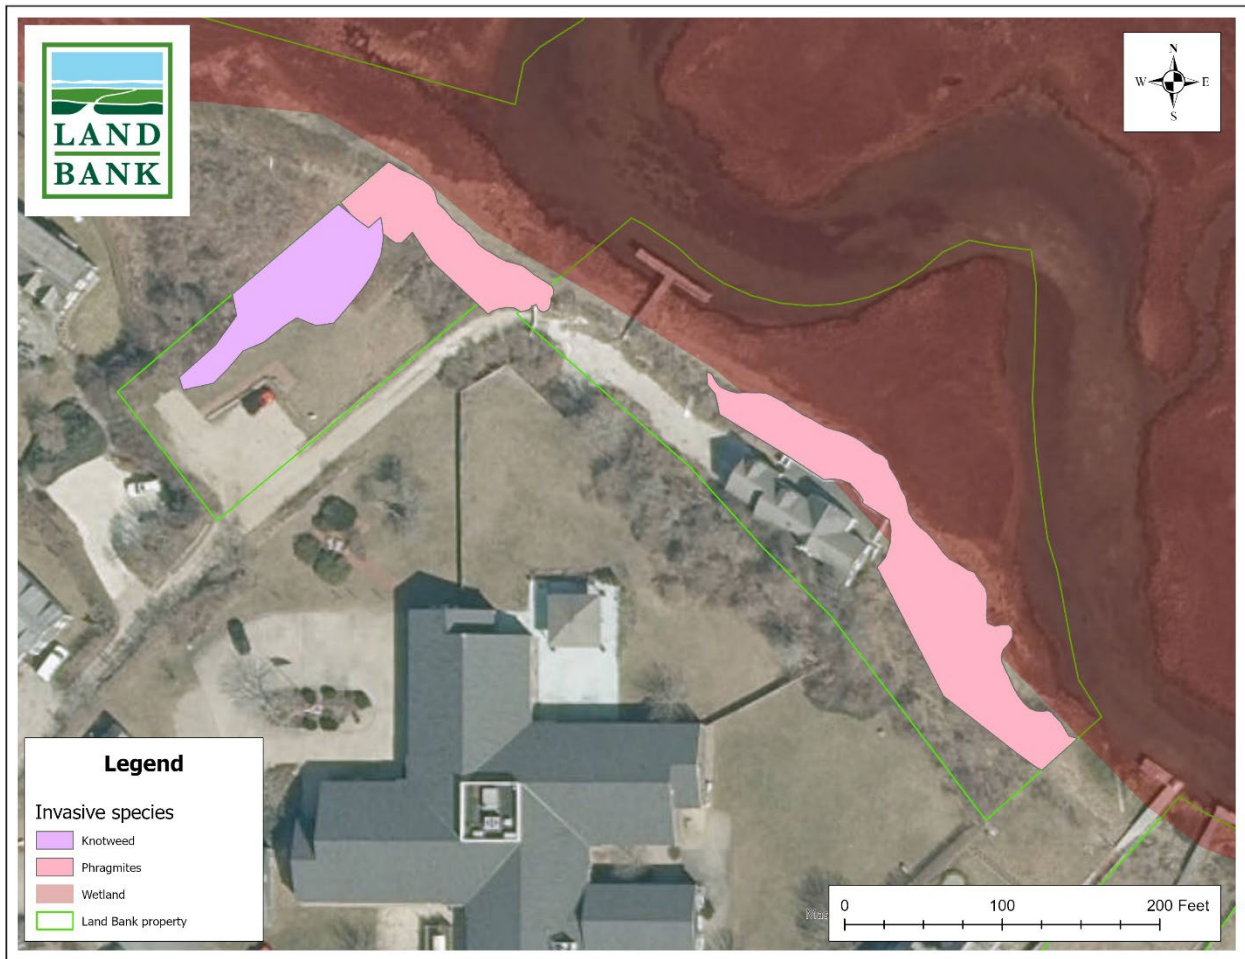 LAND
BANK
N
W E
S
Legend
Invasive species
Knotweed
Phragmites
Wetland
Land Bank property
0 100 200 Feet